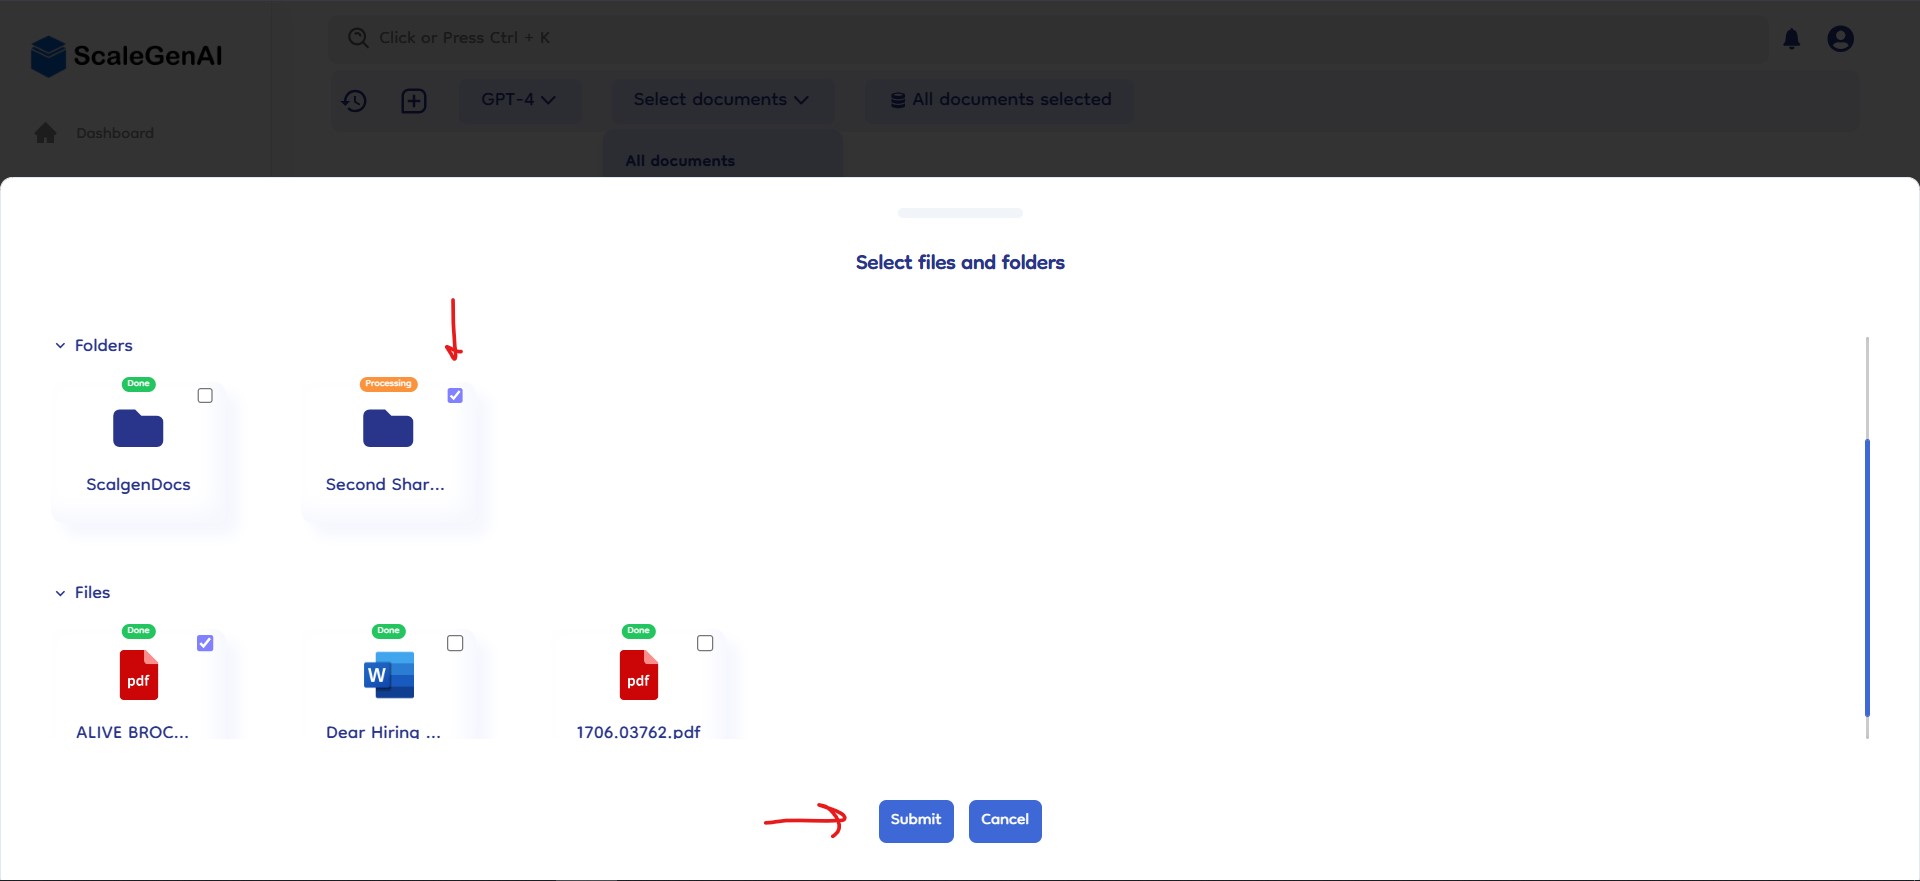 ScaleGenAI
Click or Press Ctrl + K
GPT-4
Select documents
All documents selected
Dashboard
All documents
Select files and folders
Folders
Done
Processing
ScalgenDocs
Second Shar...
Files
Done
Done
Done
pdf
W
pdf
ALIVE BROC...
Dear Hiring ...
1706.03762.pdf
Submit
Cancel